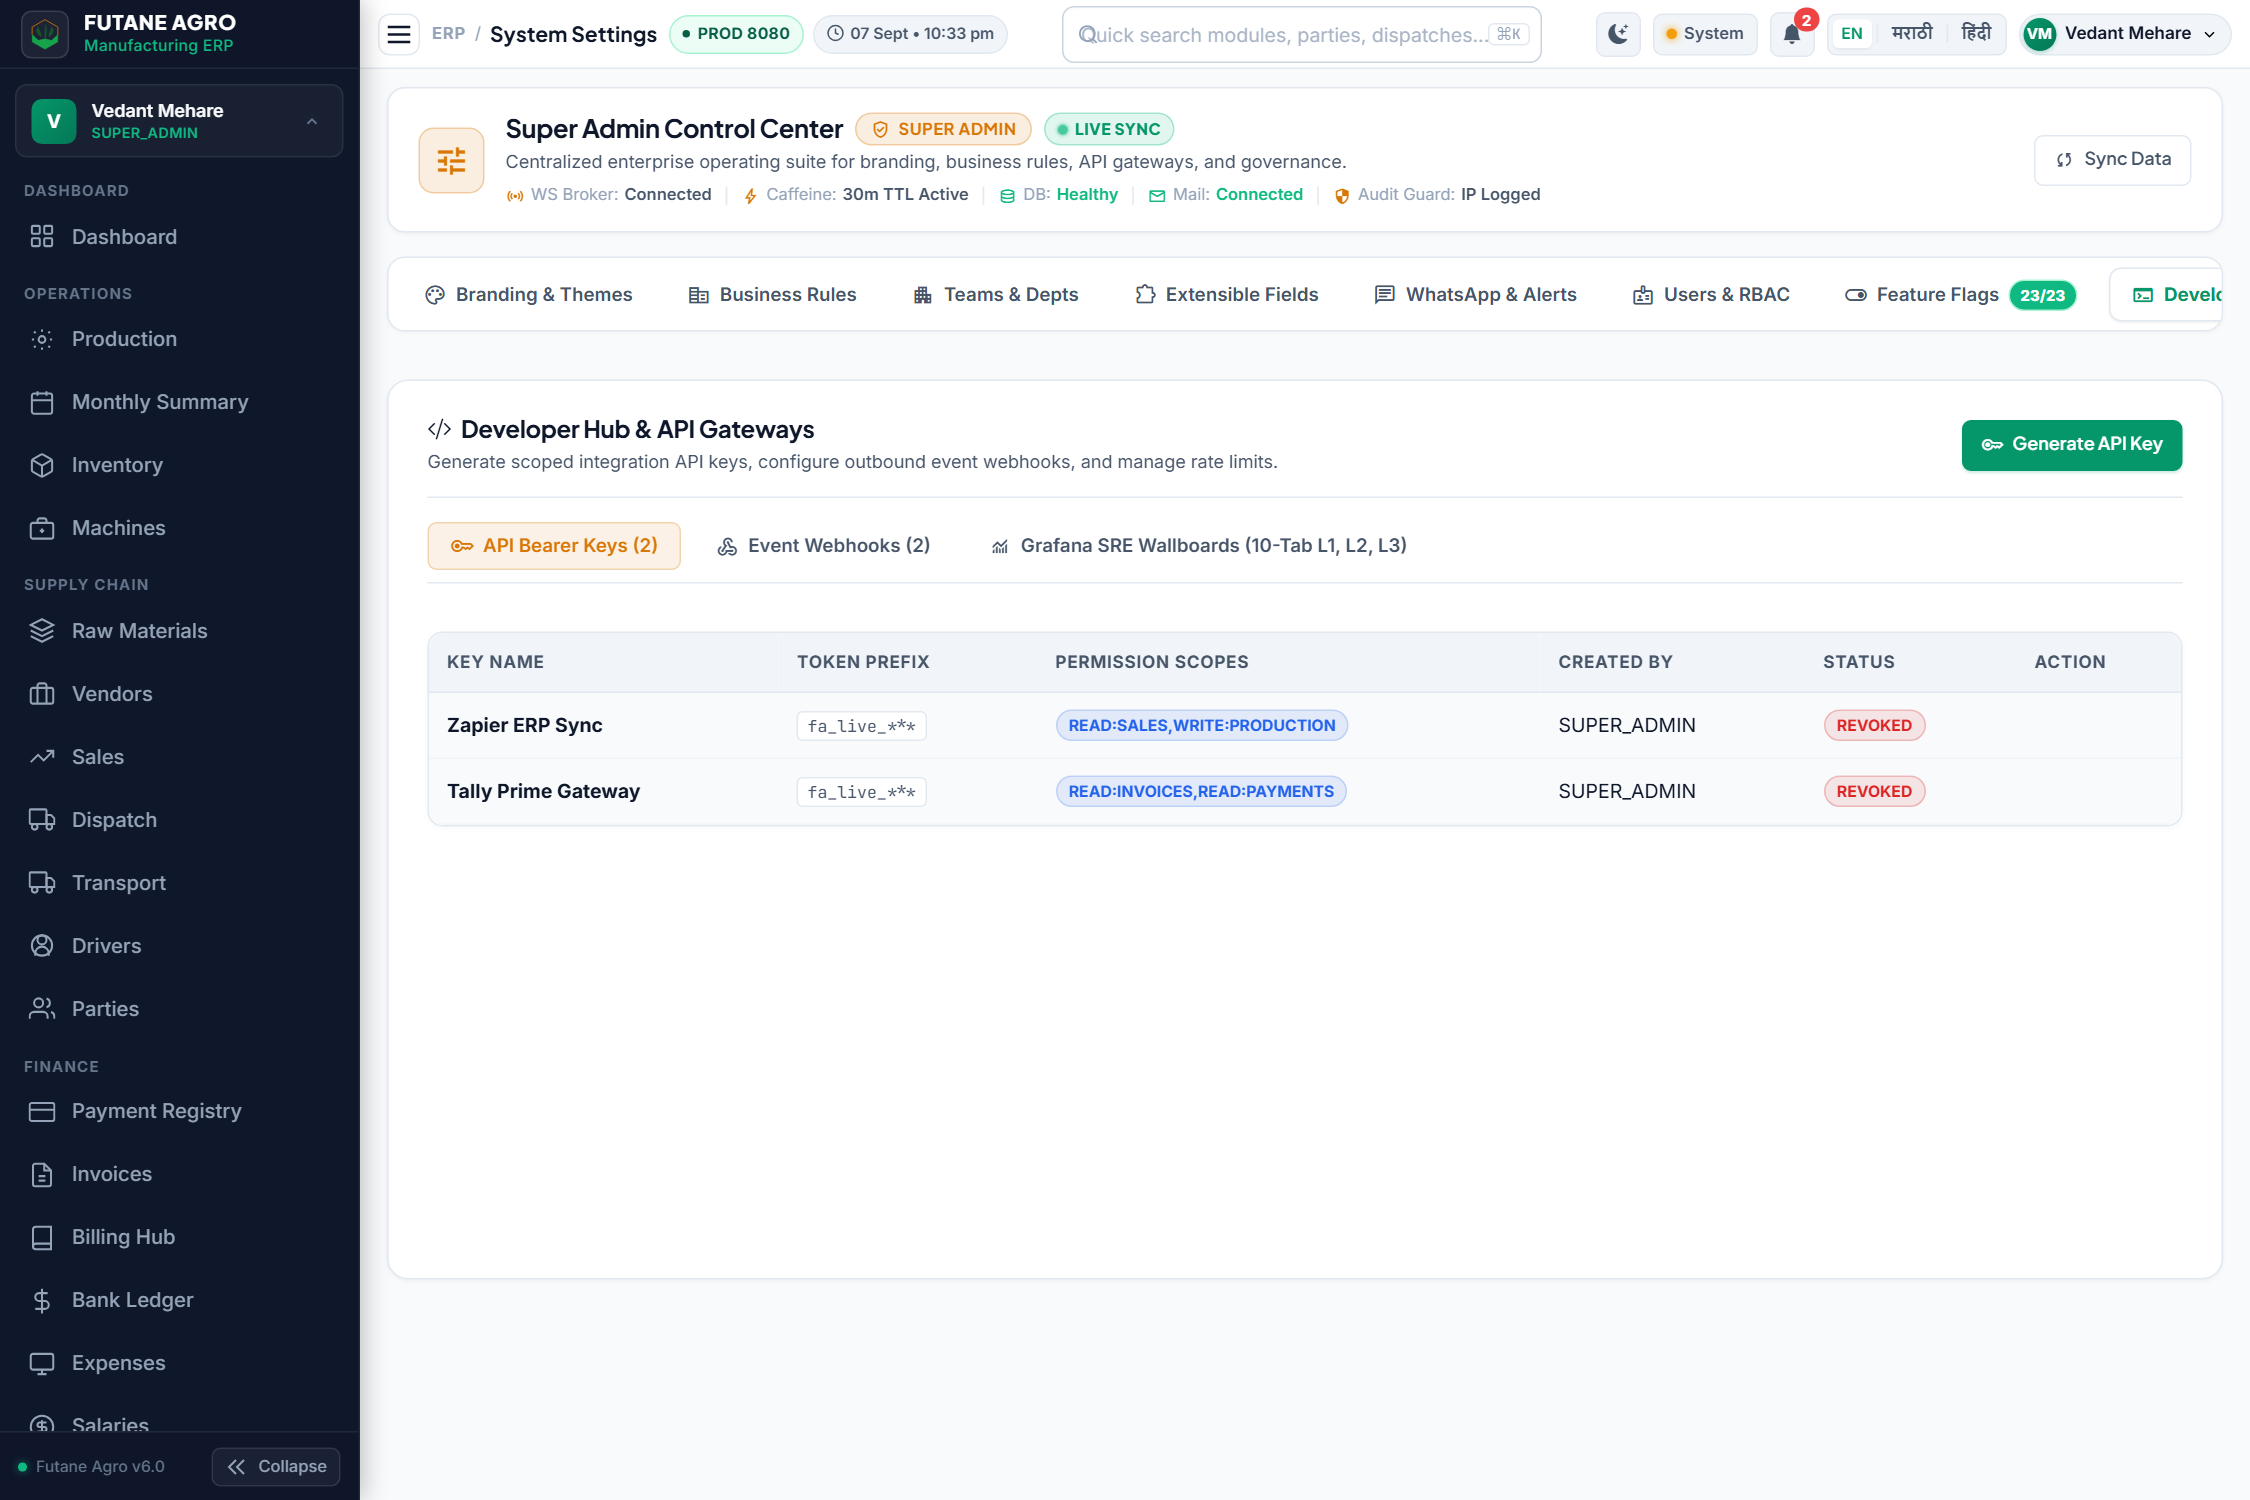 FUTANE AGRO
Manufacturing ERP
V
Vedant Mehare
SUPER_ADMIN
DASHBOARD
Dashboard
OPERATIONS
Production
Monthly Summary
Inventory
Machines
SUPPLY CHAIN
Raw Materials
Vendors
Sales
Dispatch
Transport
Drivers
Parties
FINANCE
Payment Registry
Invoices
Billing Hub
Bank Ledger
Expenses
Salaries
Futane Agro v6.0
Collapse
ERP / System Settings
PROD 8080
07 Sept • 10:33 pm
Quick search modules, parties, dispatches... ⌘K
System
2
EN मराठी हिंदी
VM Vedant Mehare
Super Admin Control Center SUPER ADMIN LIVE SYNC
Centralized enterprise operating suite for branding, business rules, API gateways, and governance.
WS Broker: Connected Caffeine: 30m TTL Active DB: Healthy Mail: Connected Audit Guard: IP Logged
Sync Data
Branding & Themes Business Rules Teams & Depts Extensible Fields WhatsApp & Alerts Users & RBAC Feature Flags 23/23 Develo
</> Developer Hub & API Gateways
Generate scoped integration API keys, configure outbound event webhooks, and manage rate limits.
Generate API Key
API Bearer Keys (2) Event Webhooks (2) Grafana SRE Wallboards (10-Tab L1, L2, L3)
KEY NAME TOKEN PREFIX PERMISSION SCOPES CREATED BY STATUS ACTION
Zapier ERP Sync fa_live_*** READ:SALES,WRITE:PRODUCTION SUPER_ADMIN REVOKED
Tally Prime Gateway fa_live_*** READ:INVOICES,READ:PAYMENTS SUPER_ADMIN REVOKED